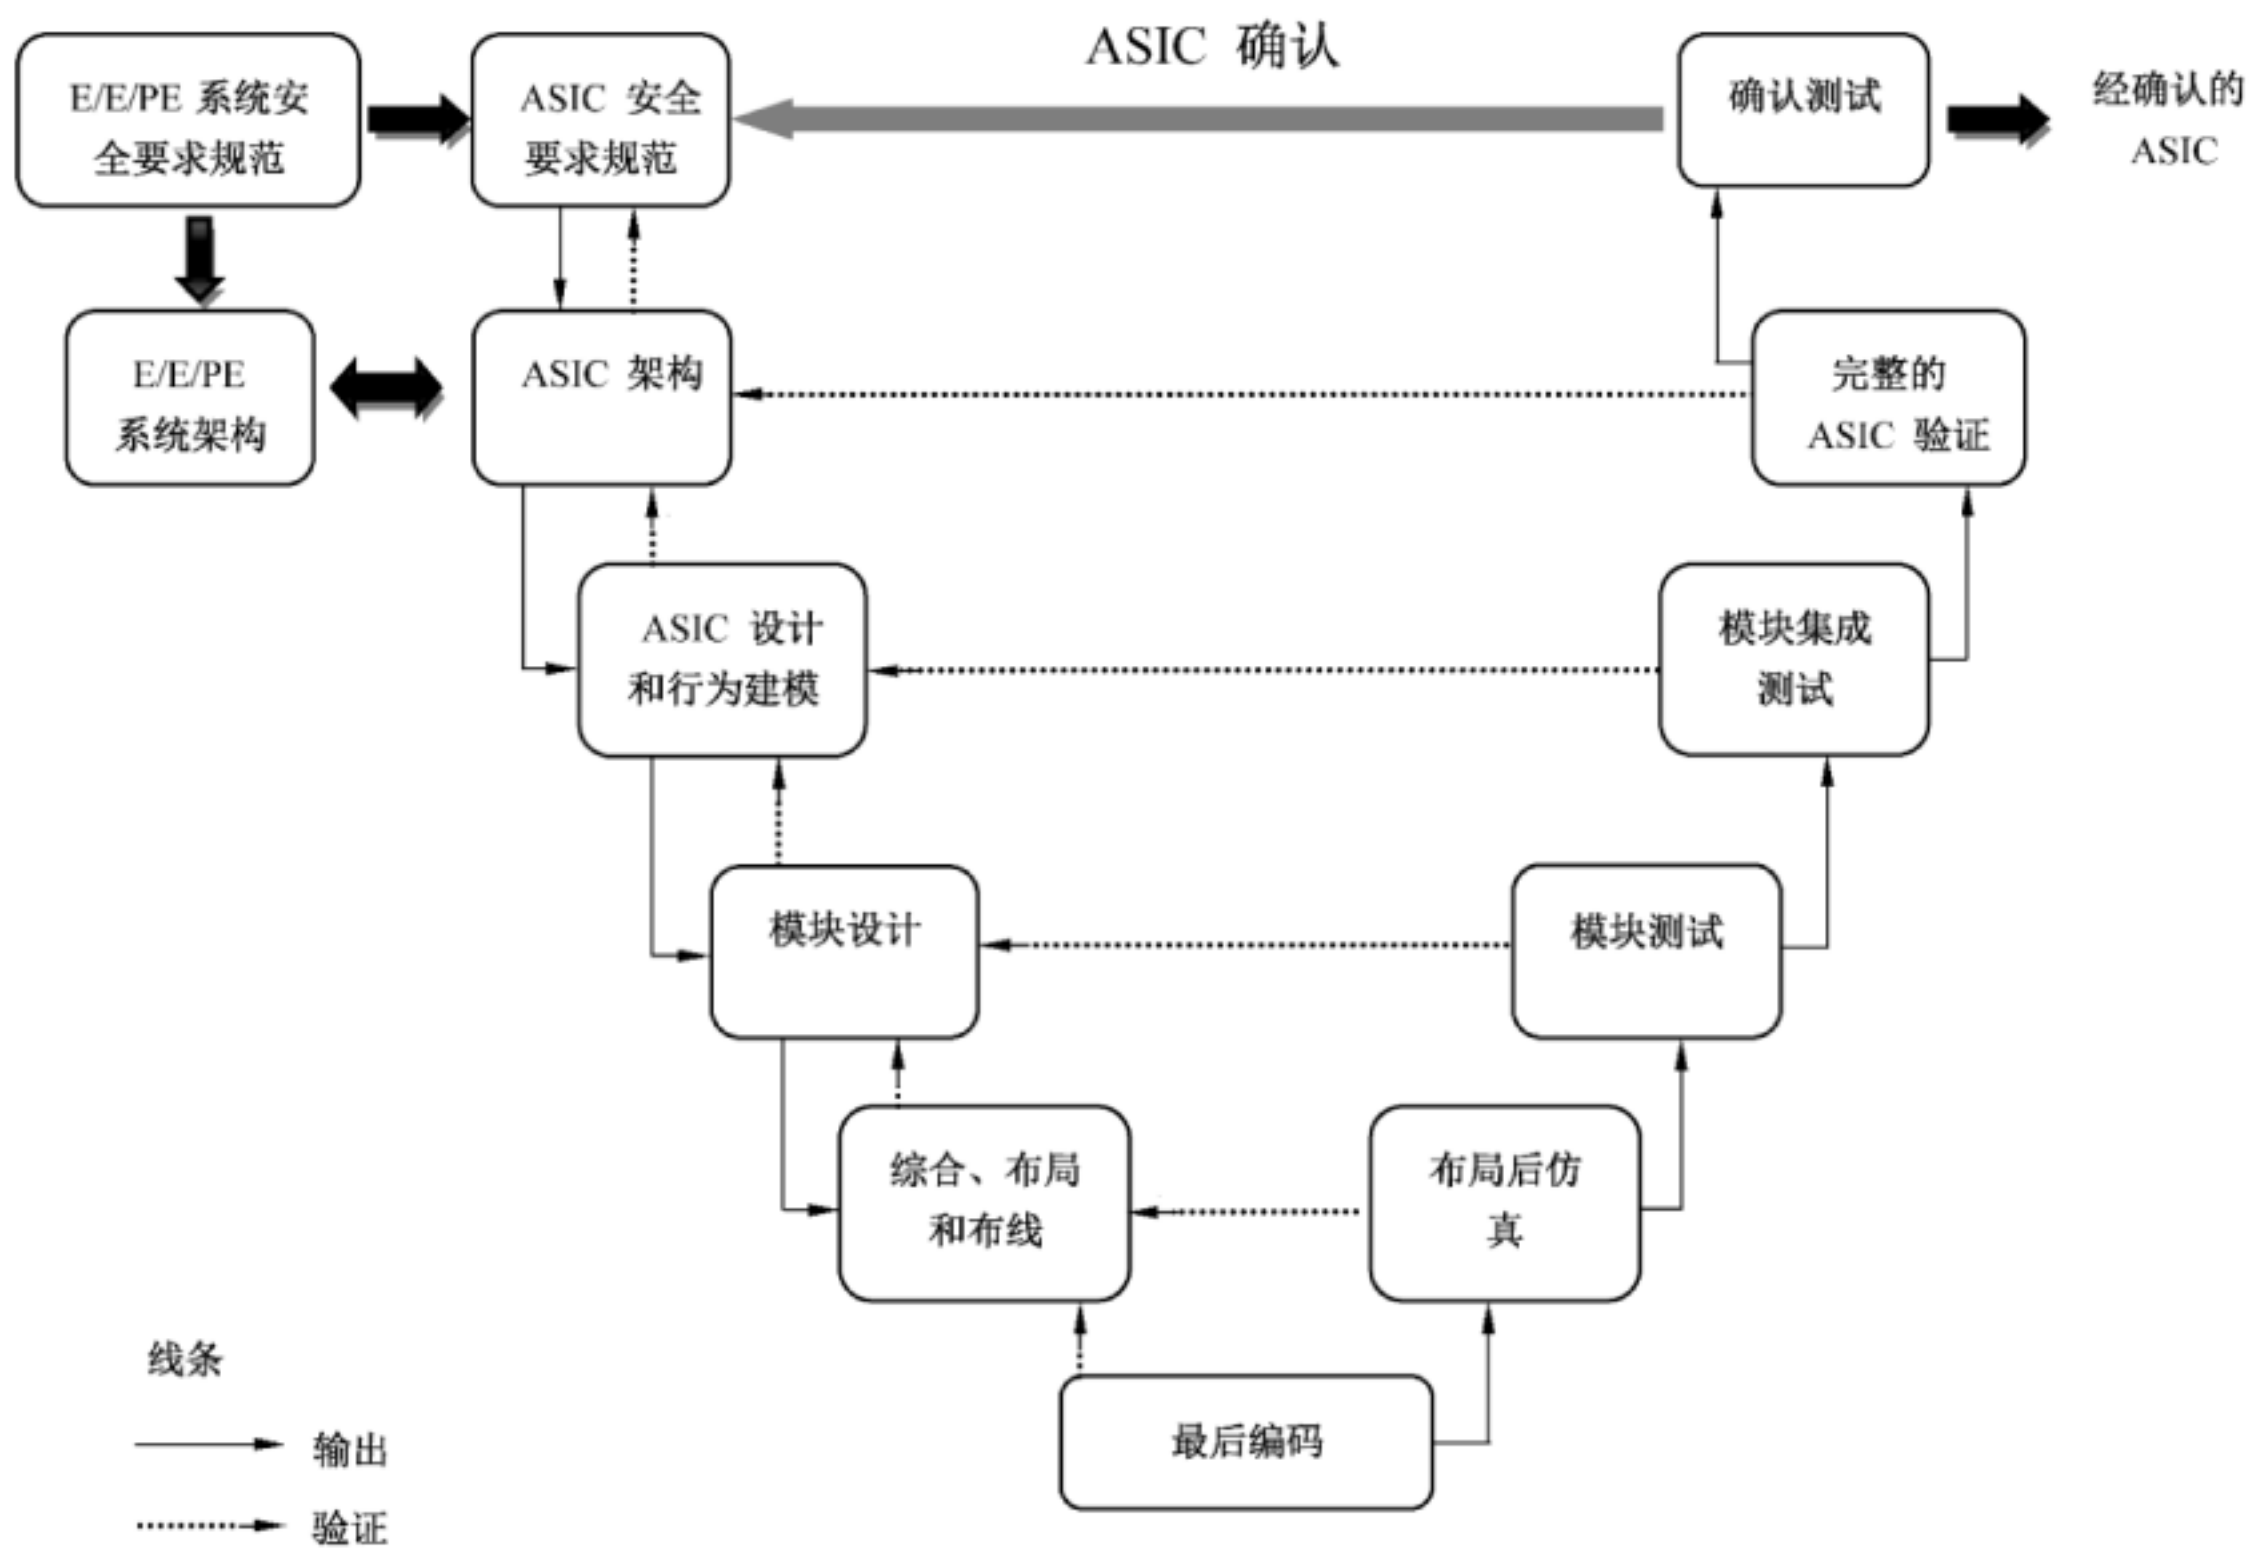 ASIC 确认
E/E/PE 系统安
全要求规范
ASIC 安全
要求规范
确认测试
经确认的
ASIC
E/E/PE
系统架构
ASIC 架构
完整的
ASIC 验证
ASIC 设计
和行为建模
模块集成
测试
模块设计
模块测试
综合、布局
和布线
布局后仿
真
最后编码
线条
输出
验证